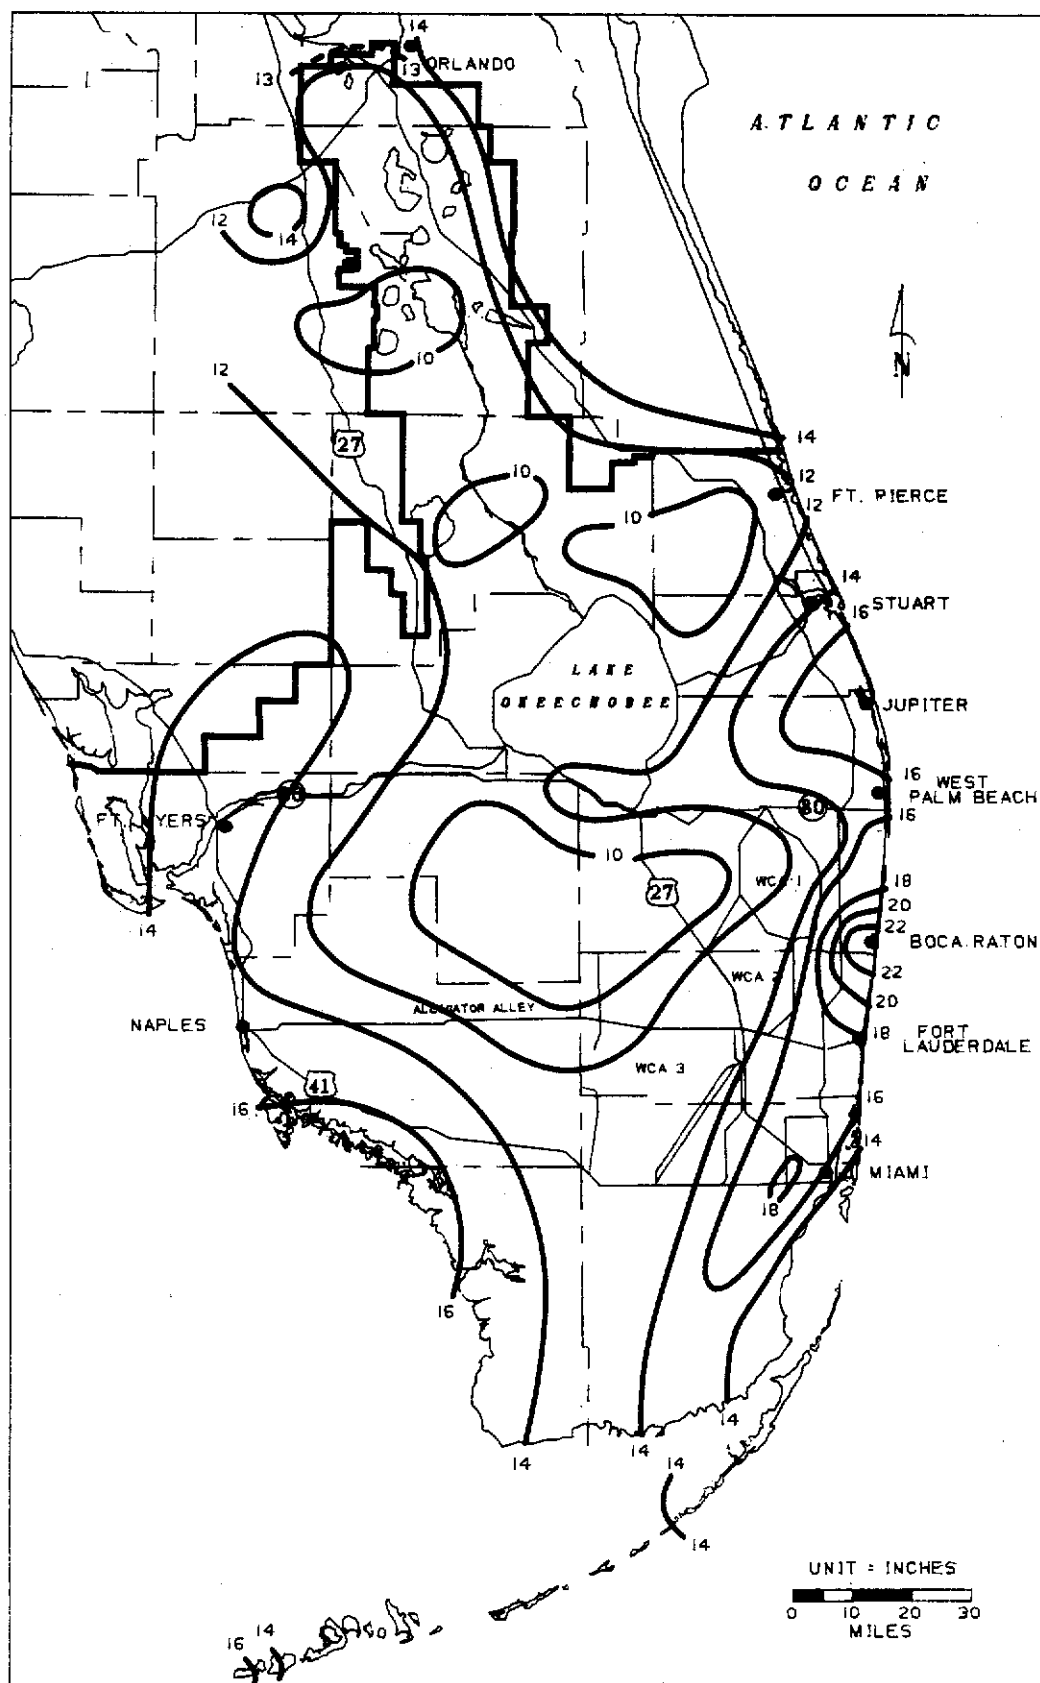 14
ORLANDO
13
13
ATLANTIC
OCEAN
12
14
N
10
12
27
14
10
12
FT. PIERCE
12
10
14
STUART
16
LAKE
OKEECHOBEE
JUPITER
16
WEST
PALM BEACH
80
80
16
FT. MYERS
10
27
WCA 1
18
20
22
BOCA RATON
14
WCA 2
22
20
ALLIGATOR ALLEY
NAPLES
18
FORT
LAUDERDALE
WCA 3
41
16
16
14
MIAMI
18
16
14
14
14
14
14
UNIT = INCHES
0 10 20 30
MILES
16
14